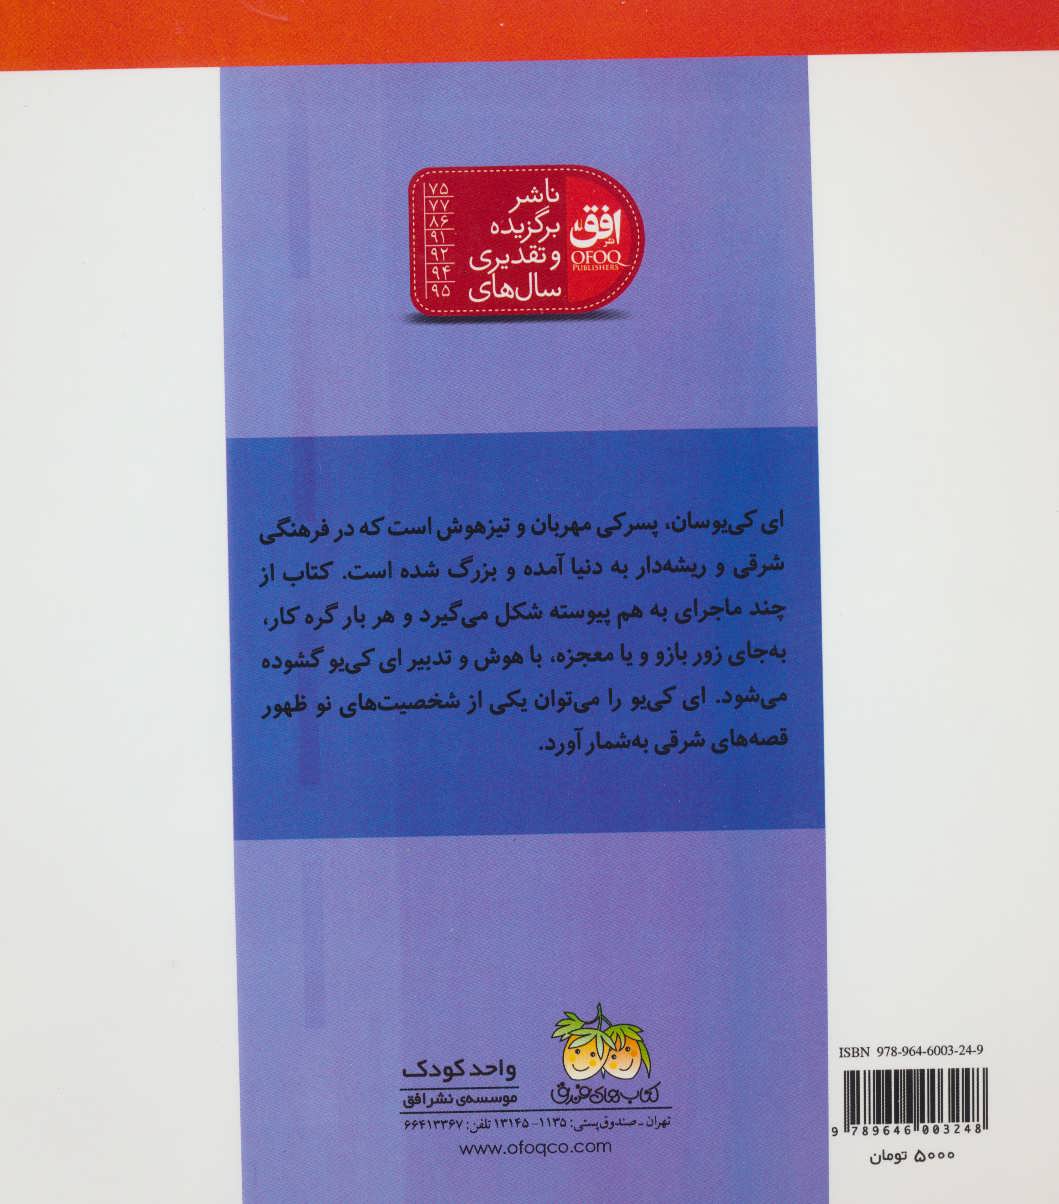 ناشر
برگزیده
و تقدیری
سال‌های
۷۵
۷۷
۸۶
۹۱
۹۲
۹۴
۹۵
افق
نشر
OFOQ
PUBLISHERS
ای کی‌یوسان، پسرکی مهربان و تیزهوش است که در فرهنگی
شرقی و ریشه‌دار به دنیا آمده و بزرگ شده است. کتاب از
چند ماجرای به هم پیوسته شکل می‌گیرد و هر بار گره کار،
به‌جای زور بازو و یا معجزه، با هوش و تدبیر ای کی‌یو گشوده
می‌شود. ای کی‌یو را می‌توان یکی از شخصیت‌های نو ظهور
قصه‌های شرقی به‌شمار آورد.
کتاب‌های فندق
واحد کودک
موسسه‌ی نشر افق
تهران ـ صندوق پستی: ۱۱۳۵- ۱۳۱۴۵ تلفن: ۶۶۴۱۳۳۶۷
www.ofoqco.com
ISBN 978-964-6003-24-9
9 789646 003248
۵۰۰۰ تومان